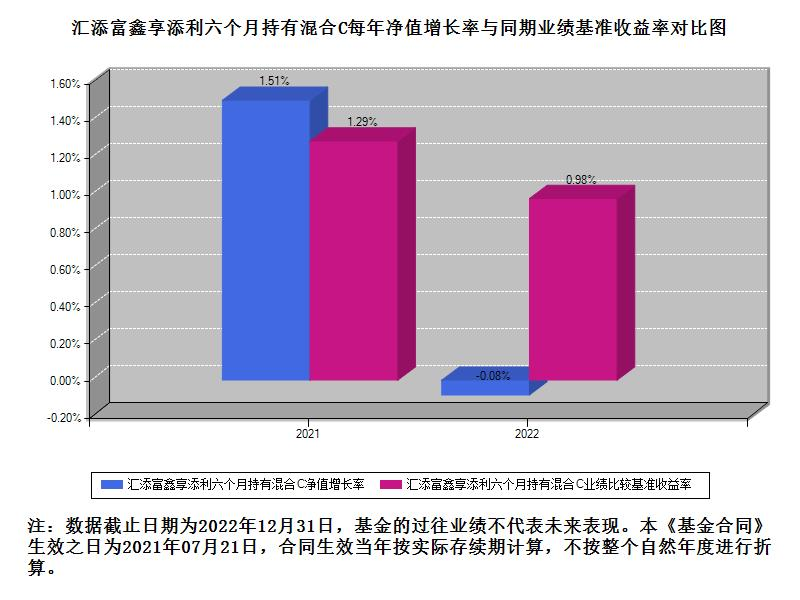 汇添富鑫享添利六个月持有混合C每年净值增长率与同期业绩基准收益率对比图
1.60%
1.40%
1.20%
1.00%
0.80%
0.60%
0.40%
0.20%
0.00%
-0.20%
1.51%
1.29%
-0.08%
0.98%
2021
2022
汇添富鑫享添利六个月持有混合C净值增长率
汇添富鑫享添利六个月持有混合C业绩比较基准收益率
注：数据截止日期为2022年12月31日，基金的过往业绩不代表未来表现。本《基金合同》
生效之日为2021年07月21日，合同生效当年按实际存续期计算，不按整个自然年度进行折
算。